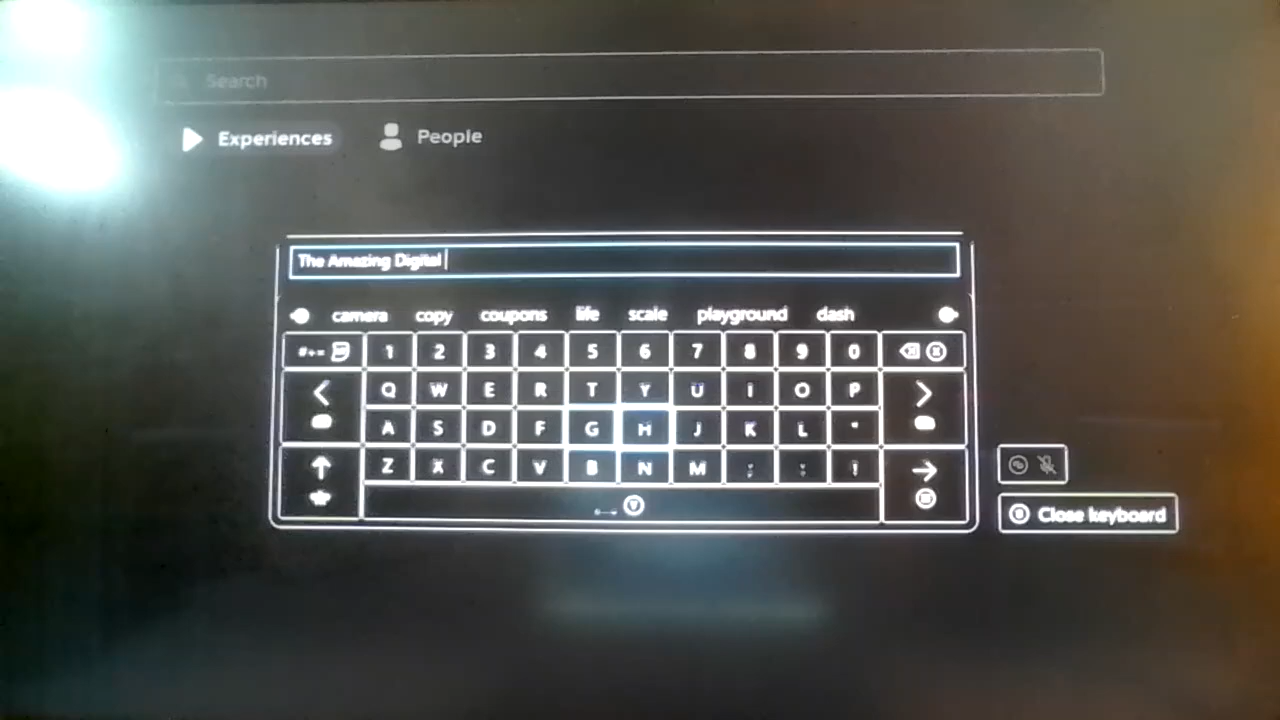 Search
Experiences People
The Amazing Digital
camera copy coupons life scale playground dash
#+= 1 2 3 4 5 6 7 8 9 0
Q W E R T Y U I O P
A S D F G H J K L
Z X C V B N M
Close keyboard